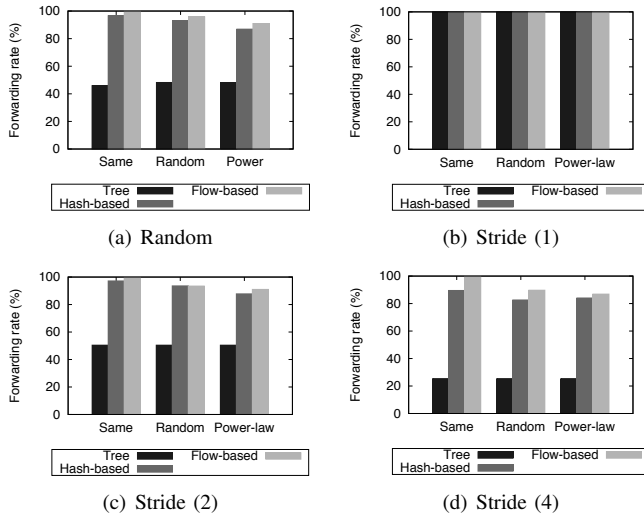 100
80
60
40
20
0
Forwarding rate (%)
Same Random Power
Tree Flow-based
Hash-based
(a) Random
100
80
60
40
20
0
Forwarding rate (%)
Same Random Power-law
Tree Flow-based
Hash-based
(b) Stride (1)
100
80
60
40
20
0
Forwarding rate (%)
Same Random Power-law
Tree Flow-based
Hash-based
(c) Stride (2)
100
80
60
40
20
0
Forwarding rate (%)
Same Random Power-law
Tree Flow-based
Hash-based
(d) Stride (4)